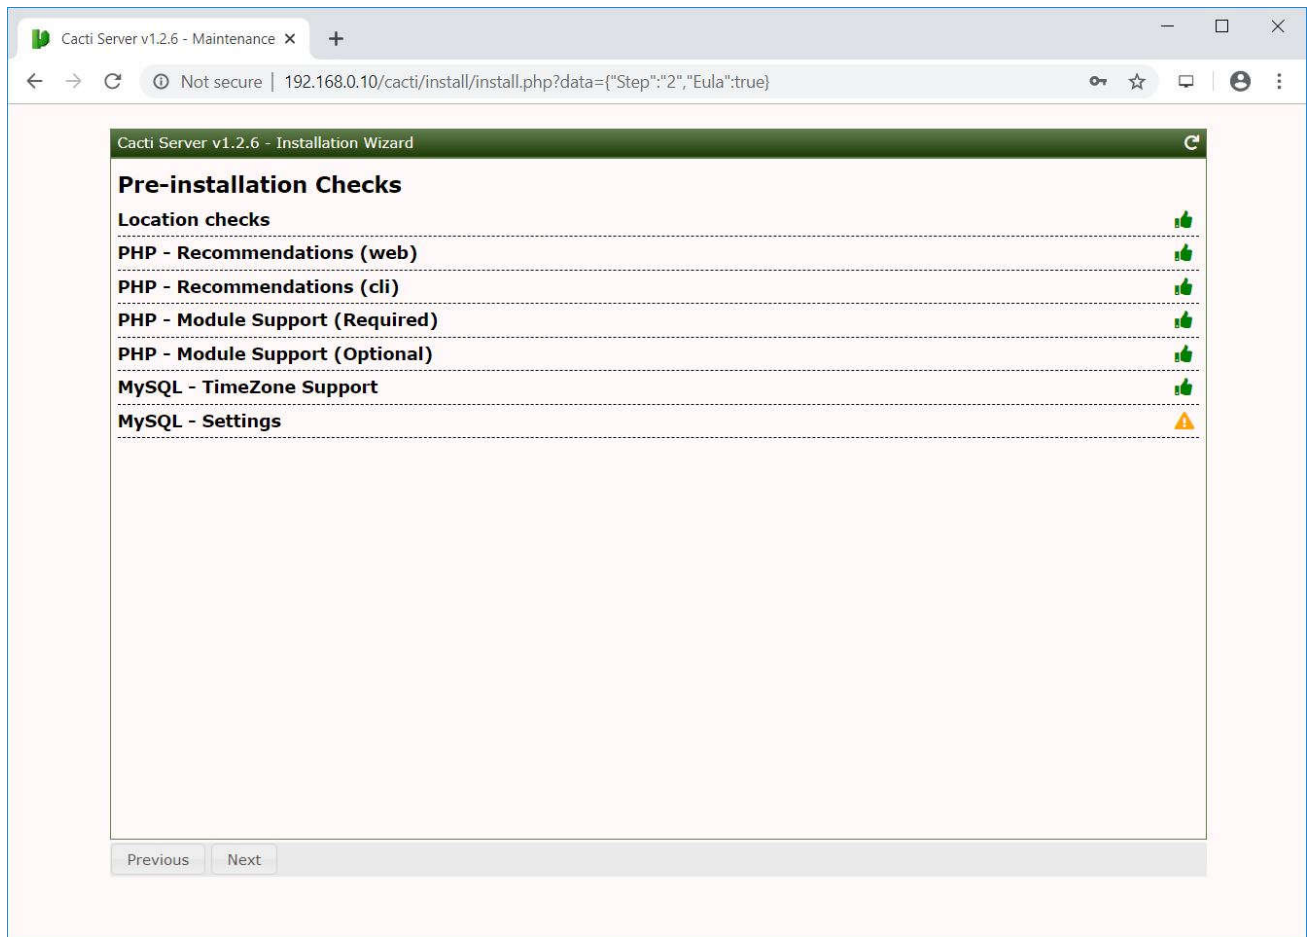 Cacti Server v1.2.6 - Maintenance
Not secure | 192.168.0.10/cacti/install/install.php?data={"Step":"2","Eula":true}
Cacti Server v1.2.6 - Installation Wizard
Pre-installation Checks
Location checks
PHP - Recommendations (web)
PHP - Recommendations (cli)
PHP - Module Support (Required)
PHP - Module Support (Optional)
MySQL - TimeZone Support
MySQL - Settings
Previous Next